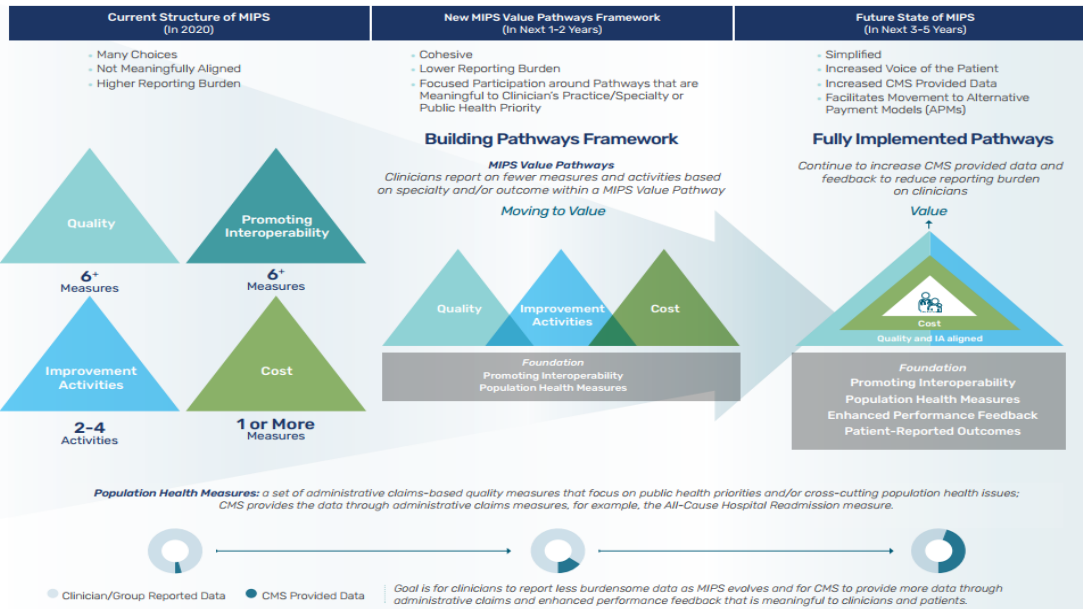 Current Structure of MIPS
(In 2020)
New MIPS Value Pathways Framework
(In Next 1-2 Years)
Future State of MIPS
(In Next 3-5 Years)
- Many Choices
- Not Meaningfully Aligned
- Higher Reporting Burden
- Cohesive
- Lower Reporting Burden
- Focused Participation around Pathways that are
Meaningful to Clinician's Practice/Specialty or
Public Health Priority
- Simplified
- Increased Voice of the Patient
- Increased CMS Provided Data
- Facilitates Movement to Alternative
Payment Models (APMs)
Quality
6+
Measures
Promoting
Interoperability
6+
Measures
Improvement
Activities
2-4
Activities
Cost
1 or More
Measures
Building Pathways Framework
MIPS Value Pathways
Clinicians report on fewer measures and activities based
on specialty and/or outcome within a MIPS Value Pathway
Moving to Value
Quality
Improvement
Activities
Cost
Foundation
Promoting Interoperability
Population Health Measures
Fully Implemented Pathways
Continue to increase CMS provided data and
feedback to reduce reporting burden
on clinicians
Value
Cost
Quality and IA aligned
Foundation
Promoting Interoperability
Population Health Measures
Enhanced Performance Feedback
Patient-Reported Outcomes
Population Health Measures: a set of administrative claims-based quality measures that focus on public health priorities and/or cross-cutting population health issues;
CMS provides the data through administrative claims measures, for example, the All-Cause Hospital Readmission measure.
Clinician/Group Reported Data
CMS Provided Data
Goal is for clinicians to report less burdensome data as MIPS evolves and for CMS to provide more data through
administrative claims and enhanced performance feedback that is meaningful to clinicians and patients.